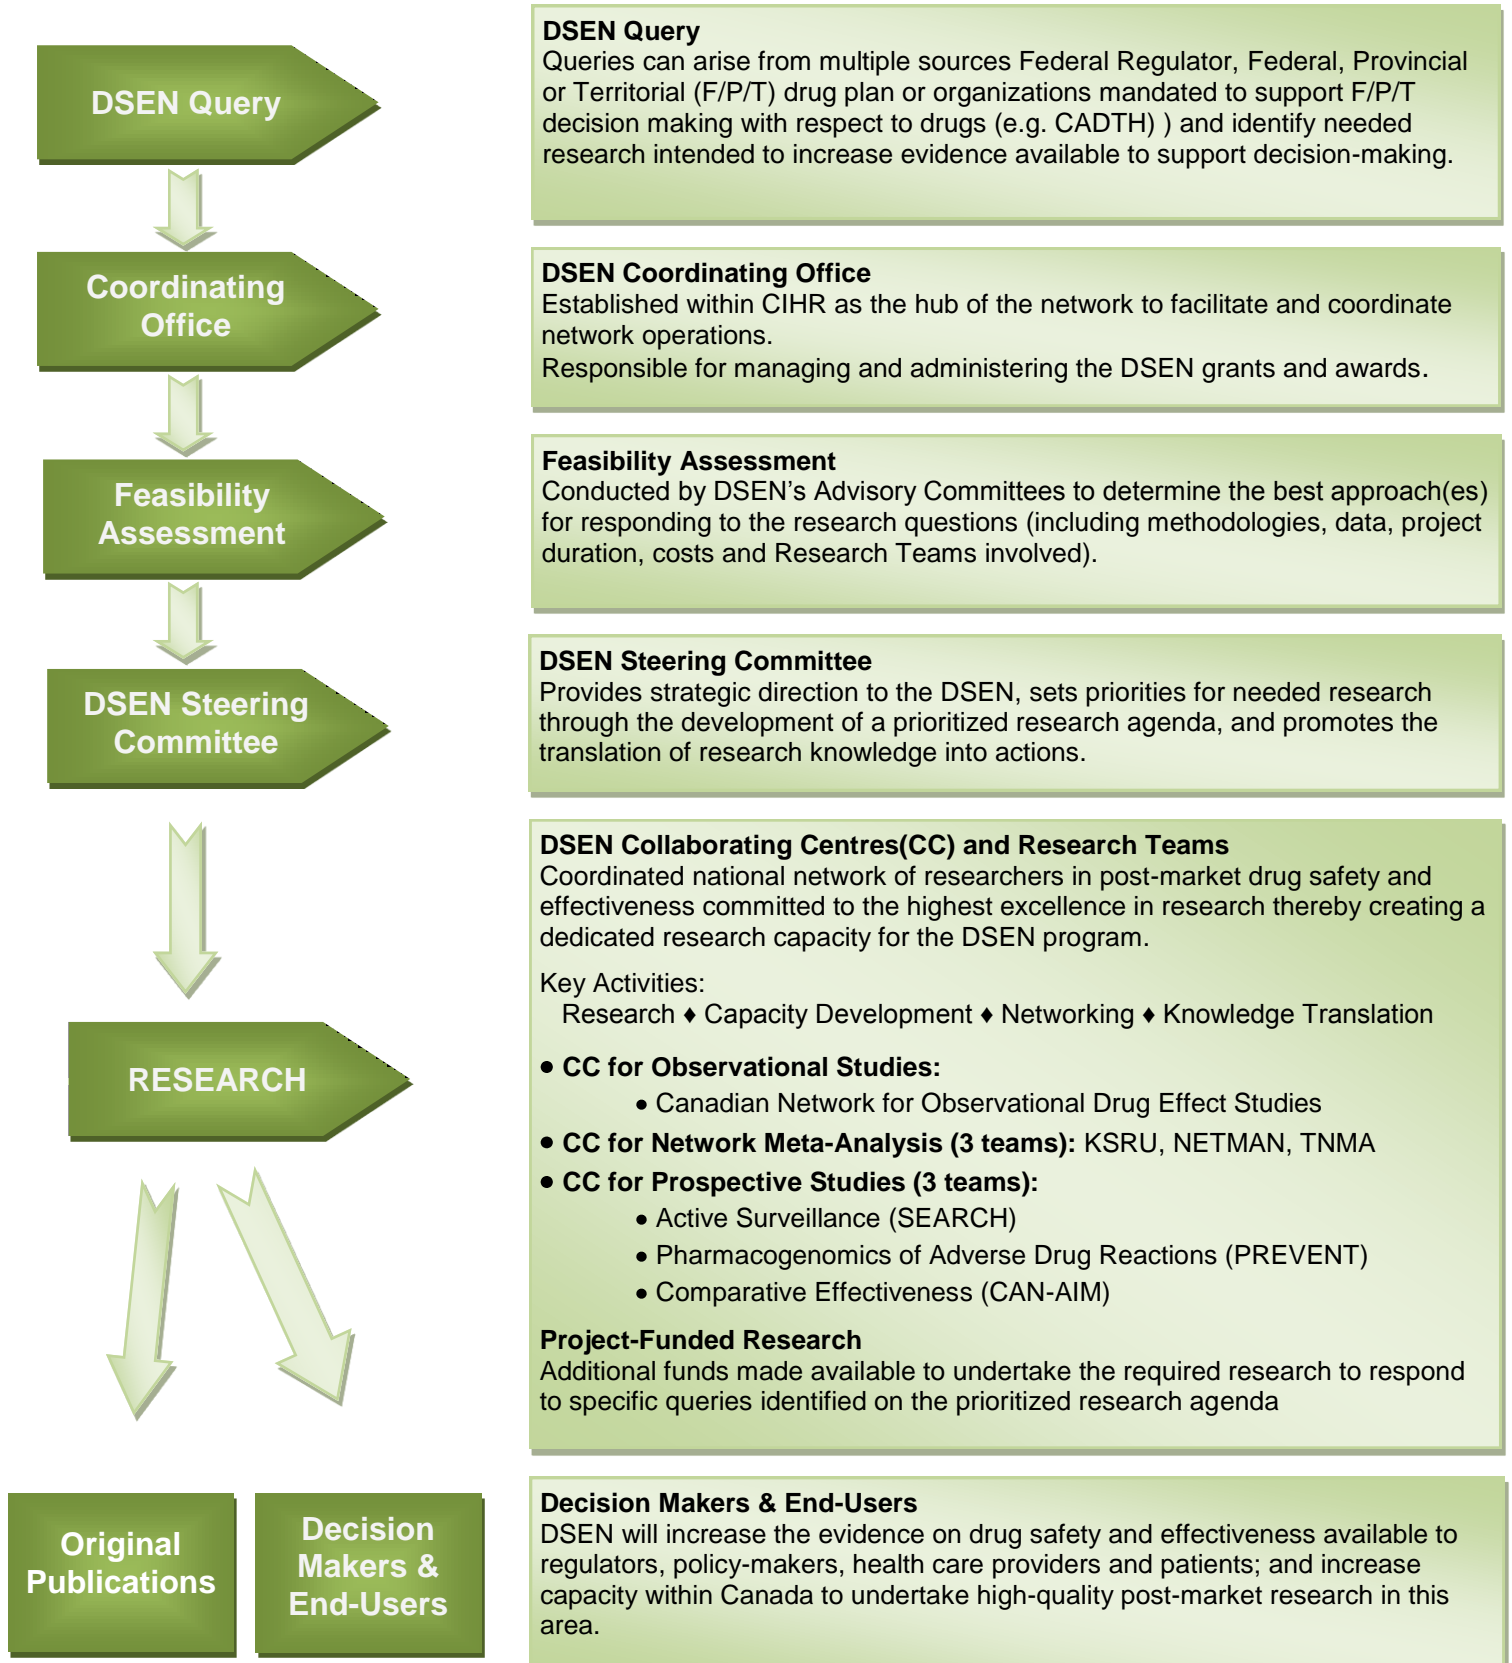 DSEN Query
DSEN Query
Queries can arise from multiple sources Federal Regulator, Federal, Provincial
or Territorial (F/P/T) drug plan or organizations mandated to support F/P/T
decision making with respect to drugs (e.g. CADTH) ) and identify needed
research intended to increase evidence available to support decision-making.
Coordinating
Office
DSEN Coordinating Office
Established within CIHR as the hub of the network to facilitate and coordinate
network operations.
Responsible for managing and administering the DSEN grants and awards.
Feasibility
Assessment
Feasibility Assessment
Conducted by DSEN's Advisory Committees to determine the best approach(es)
for responding to the research questions (including methodologies, data, project
duration, costs and Research Teams involved).
DSEN Steering
Committee
DSEN Steering Committee
Provides strategic direction to the DSEN, sets priorities for needed research
through the development of a prioritized research agenda, and promotes the
translation of research knowledge into actions.
RESEARCH
DSEN Collaborating Centres(CC) and Research Teams
Coordinated national network of researchers in post-market drug safety and
effectiveness committed to the highest excellence in research thereby creating a
dedicated research capacity for the DSEN program.
Key Activities:
Research ♦ Capacity Development ♦ Networking ♦ Knowledge Translation
• CC for Observational Studies:
• Canadian Network for Observational Drug Effect Studies
• CC for Network Meta-Analysis (3 teams): KSRU, NETMAN, TNMA
• CC for Prospective Studies (3 teams):
• Active Surveillance (SEARCH)
• Pharmacogenomics of Adverse Drug Reactions (PREVENT)
• Comparative Effectiveness (CAN-AIM)
Project-Funded Research
Additional funds made available to undertake the required research to respond
to specific queries identified on the prioritized research agenda
Original
Publications
Decision
Makers &
End-Users
Decision Makers & End-Users
DSEN will increase the evidence on drug safety and effectiveness available to
regulators, policy-makers, health care providers and patients; and increase
capacity within Canada to undertake high-quality post-market research in this
area.